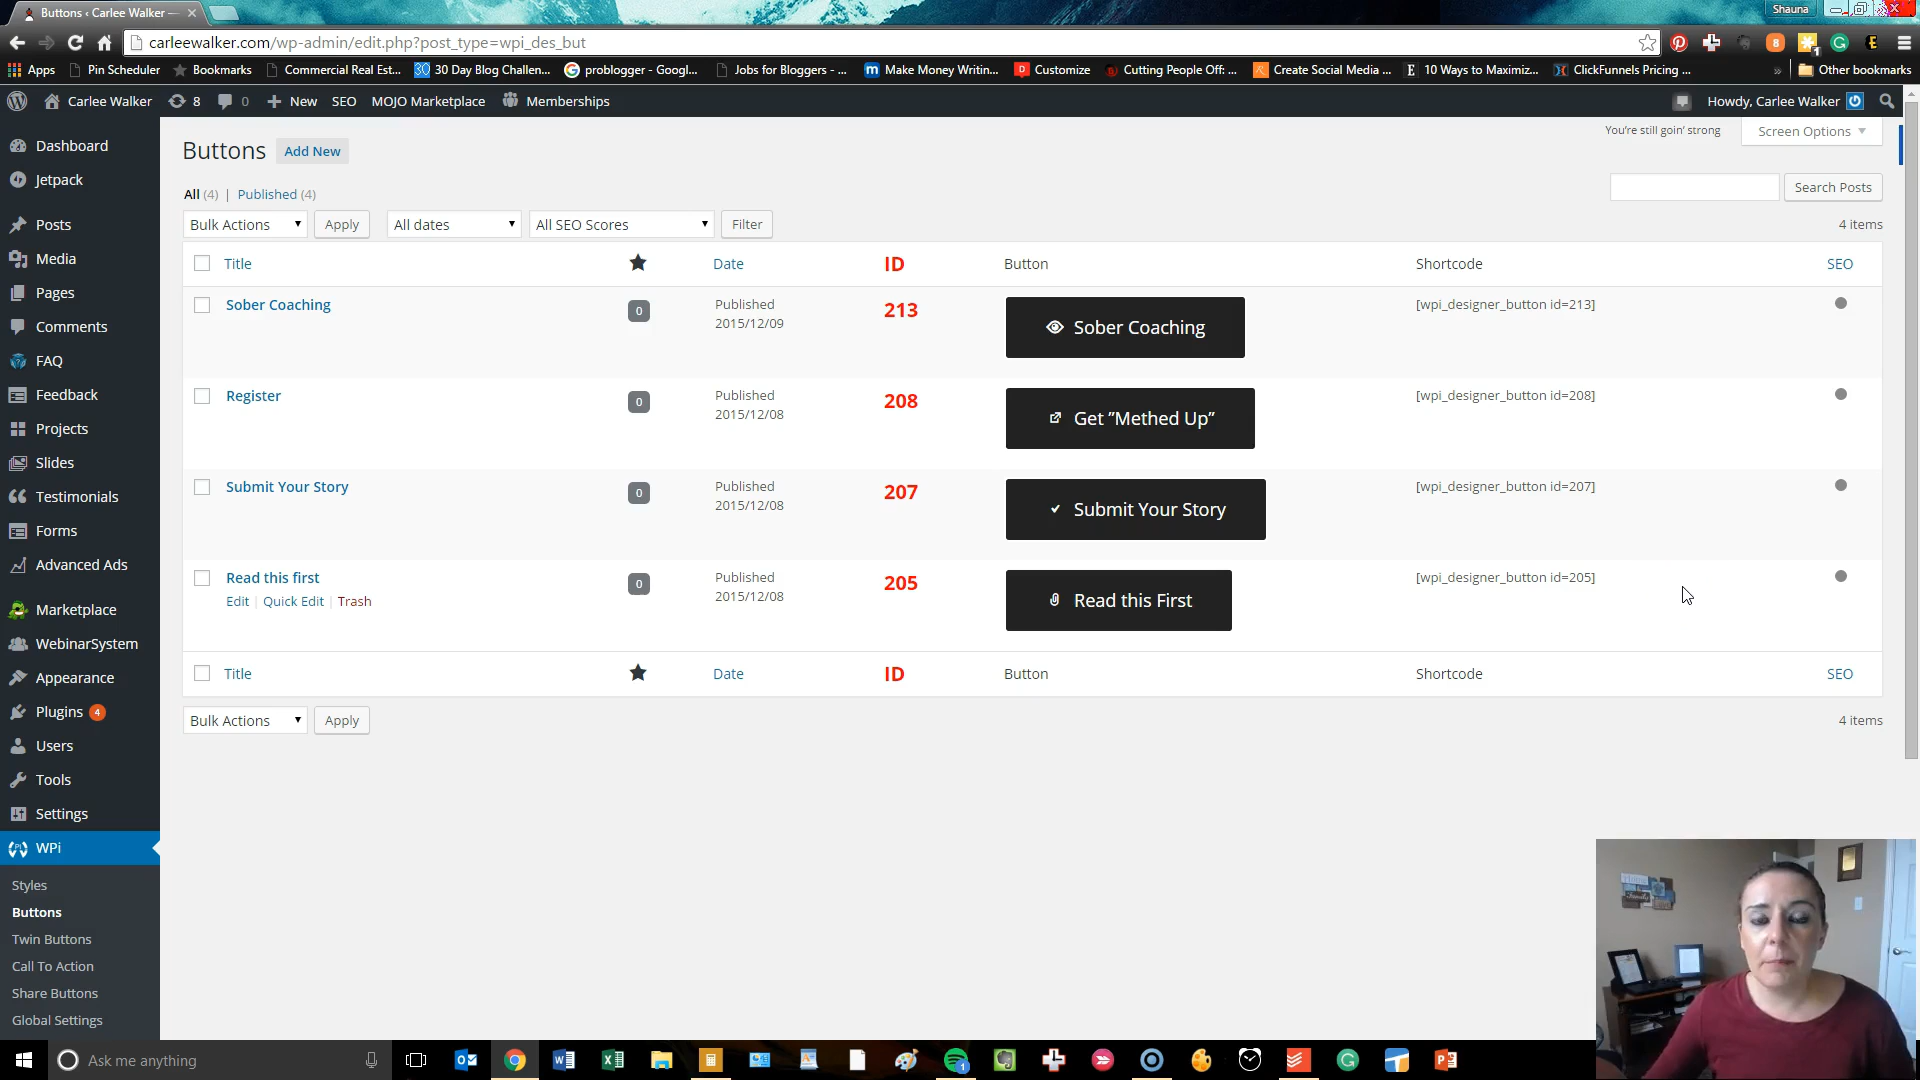 Buttons ‹ Carlee Walker —
Shauna
carleewalker.com/wp-admin/edit.php?post_type=wpi_des_but
Apps Pin Scheduler Bookmarks Commercial Real Est... 30 Day Blog Challen... problogger - Googl... Jobs for Bloggers - ... Make Money Writin... Customize Cutting People Off: ... Create Social Media ... 10 Ways to Maximiz... ClickFunnels Pricing ... » Other bookmarks
Carlee Walker 8 0 New SEO MOJO Marketplace Memberships Howdy, Carlee Walker
You're still goin' strong Screen Options
Buttons Add New
All (4) | Published (4)
Search Posts
Bulk Actions Apply All dates All SEO Scores Filter 4 items
Title Date ID Button Shortcode SEO
Sober Coaching 0 Published 2015/12/09 213 Sober Coaching [wpi_designer_button id=213]
Register 0 Published 2015/12/08 208 Get ”Methed Up” [wpi_designer_button id=208]
Submit Your Story 0 Published 2015/12/08 207 Submit Your Story [wpi_designer_button id=207]
Read this first 0 Published 2015/12/08 205 Read this First [wpi_designer_button id=205]
Edit | Quick Edit | Trash
Title Date ID Button Shortcode SEO
Bulk Actions Apply 4 items
Dashboard
Jetpack
Posts
Media
Pages
Comments
FAQ
Feedback
Projects
Slides
Testimonials
Forms
Advanced Ads
Marketplace
WebinarSystem
Appearance
Plugins 4
Users
Tools
Settings
WPi
Styles
Buttons
Twin Buttons
Call To Action
Share Buttons
Global Settings
Ask me anything